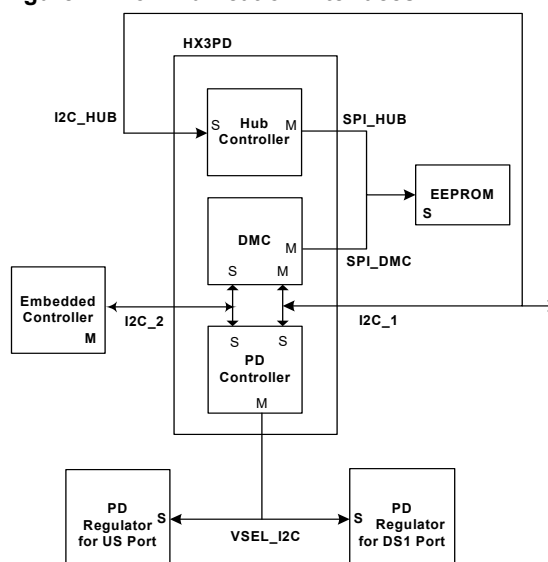 HX3PD
I2C_HUB
S
Hub
M
Controller
SPI_HUB
EEPROM
S
DMC
M
S
M
SPI_DMC
Embedded
Controller
M
I2C_2
I2C_1
S
S
PD
Controller
M
PD
Regulator
for US Port
S
VSEL_I2C
S
PD
Regulator
for DS1 Port